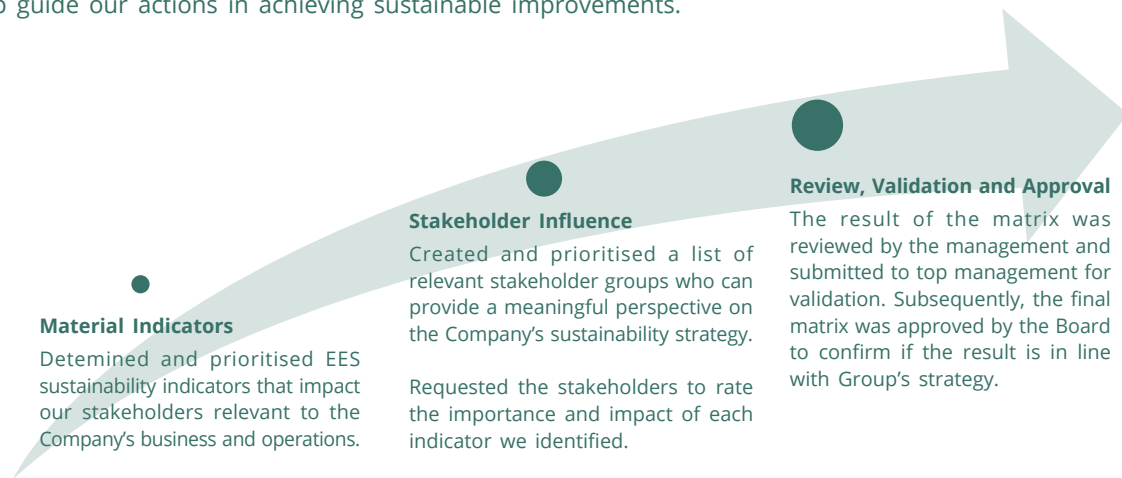 o guide our actions in achieving sustainable improvements.
Material Indicators
Detemined and prioritised EES
sustainability indicators that impact
our stakeholders relevant to the
Company's business and operations.
Stakeholder Influence
Created and prioritised a list of
relevant stakeholder groups who can
provide a meaningful perspective on
the Company's sustainability strategy.
Requested the stakeholders to rate
the importance and impact of each
indicator we identified.
Review, Validation and Approval
The result of the matrix was
reviewed by the management and
submitted to top management for
validation. Subsequently, the final
matrix was approved by the Board
to confirm if the result is in line
with Group's strategy.